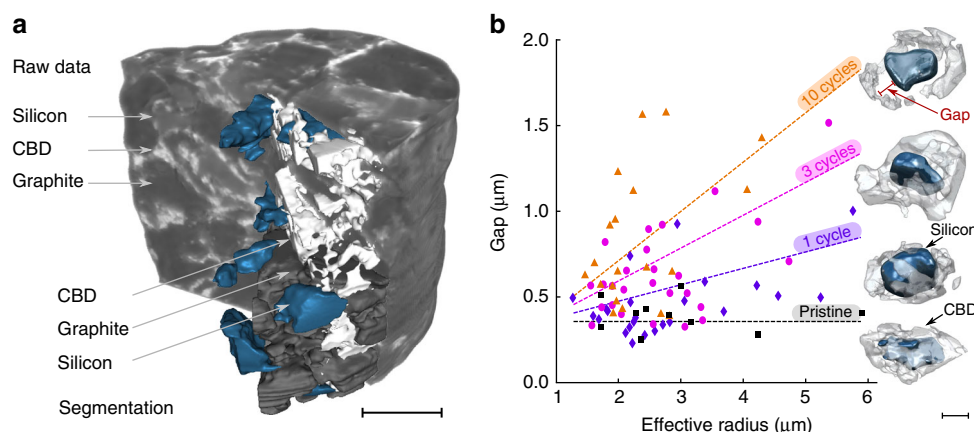 a
Raw data
Silicon
CBD
Graphite
CBD
Graphite
Silicon
Segmentation
b
2.0
1.5
1.0
0.5
0.0
Gap (μm)
1
2
3
4
5
6
Effective radius (μm)
10 cycles
3 cycles
1 cycle
Pristine
Gap
Silicon
CBD